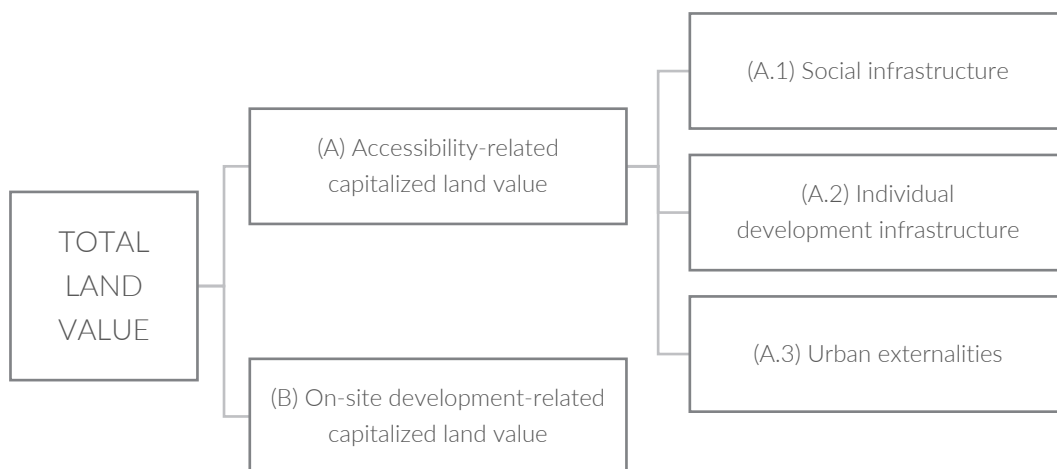 TOTAL
LAND
VALUE
(A) Accessibility-related
capitalized land value
(B) On-site development-related
capitalized land value
(A.1) Social infrastructure
(A.2) Individual
development infrastructure
(A.3) Urban externalities